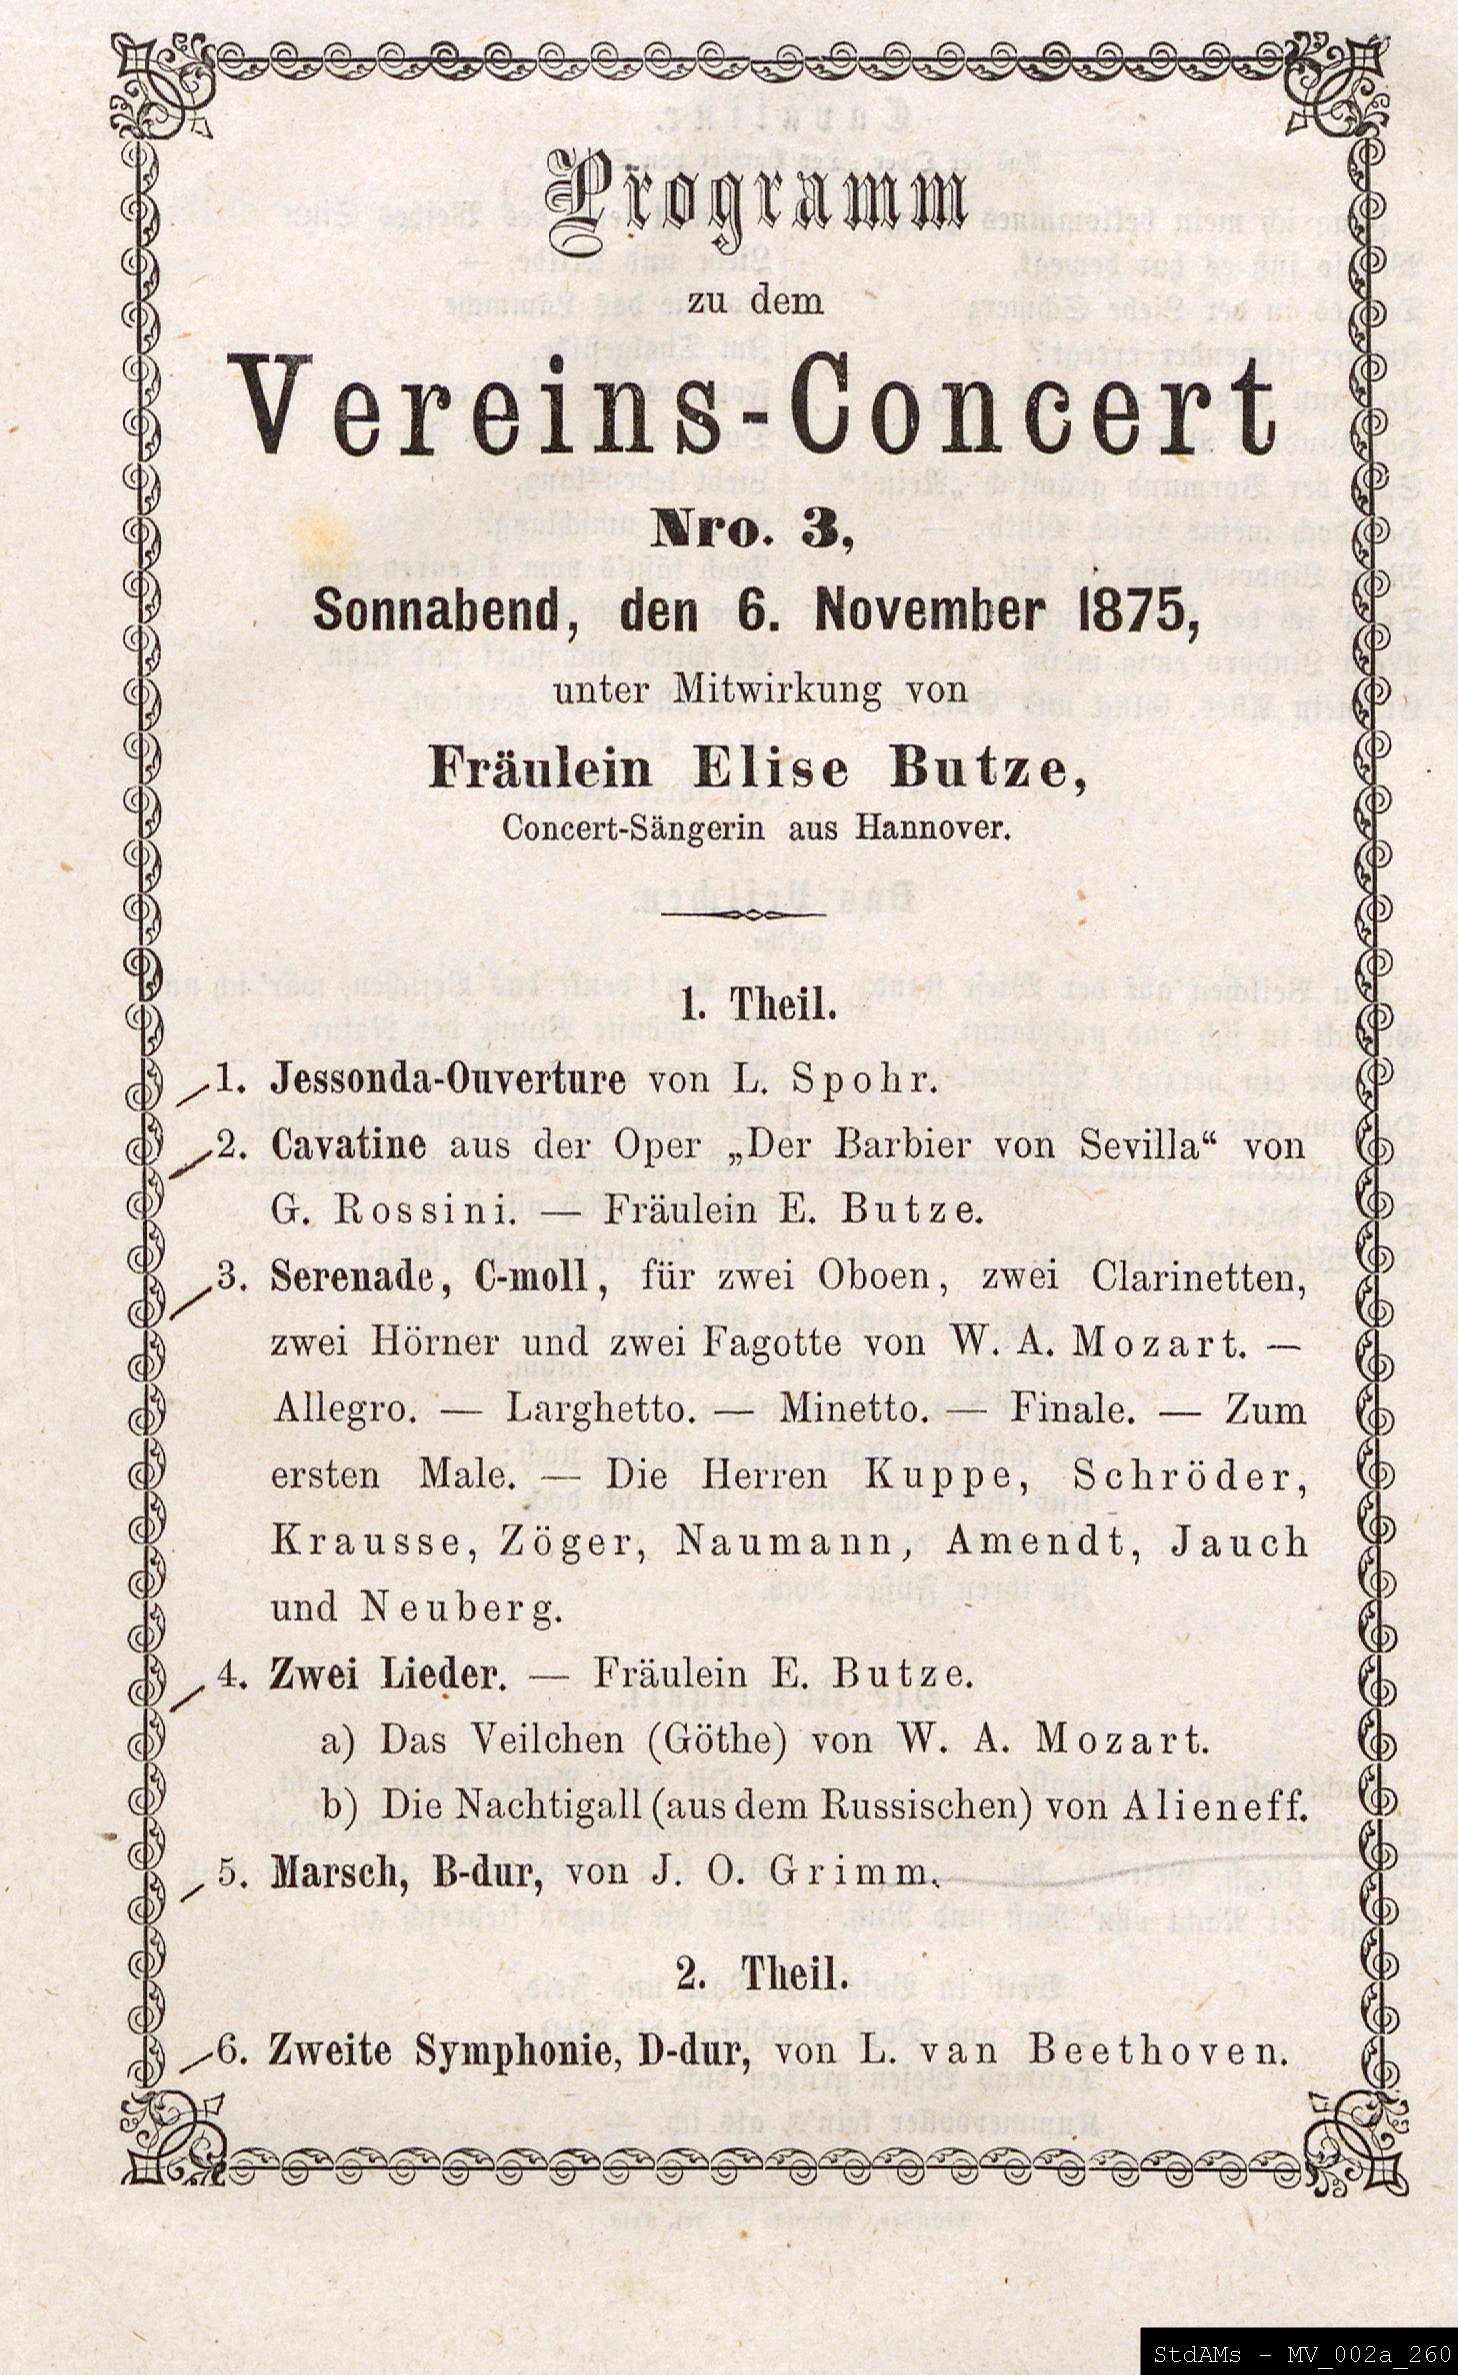 Programm
zu dem
Vereins-Concert
Nro. 3,
Sonnabend, den 6. November 1875,
unter Mitwirkung von
Fräulein Elise Butze,
Concert-Sängerin aus Hannover.
1. Theil.
1. Jessonda-Ouverture von L. Spohr.
2. Cavatine aus der Oper „Der Barbier von Sevilla“ von
G. Rossini. — Fräulein E. Butze.
3. Serenade, C-moll, für zwei Oboen, zwei Clarinetten,
zwei Hörner und zwei Fagotte von W. A. Mozart. —
Allegro. — Larghetto. — Minetto. — Finale. — Zum
ersten Male. — Die Herren Kuppe, Schröder,
Krausse, Zöger, Naumann, Amendt, Jauch
und Neuberg.
4. Zwei Lieder. — Fräulein E. Butze.
a) Das Veilchen (Göthe) von W. A. Mozart.
b) Die Nachtigall (aus dem Russischen) von Alieneff.
5. Marsch, B-dur, von J. O. Grimm.
2. Theil.
6. Zweite Symphonie, D-dur, von L. van Beethoven.
StdAMs - MV_002a_260